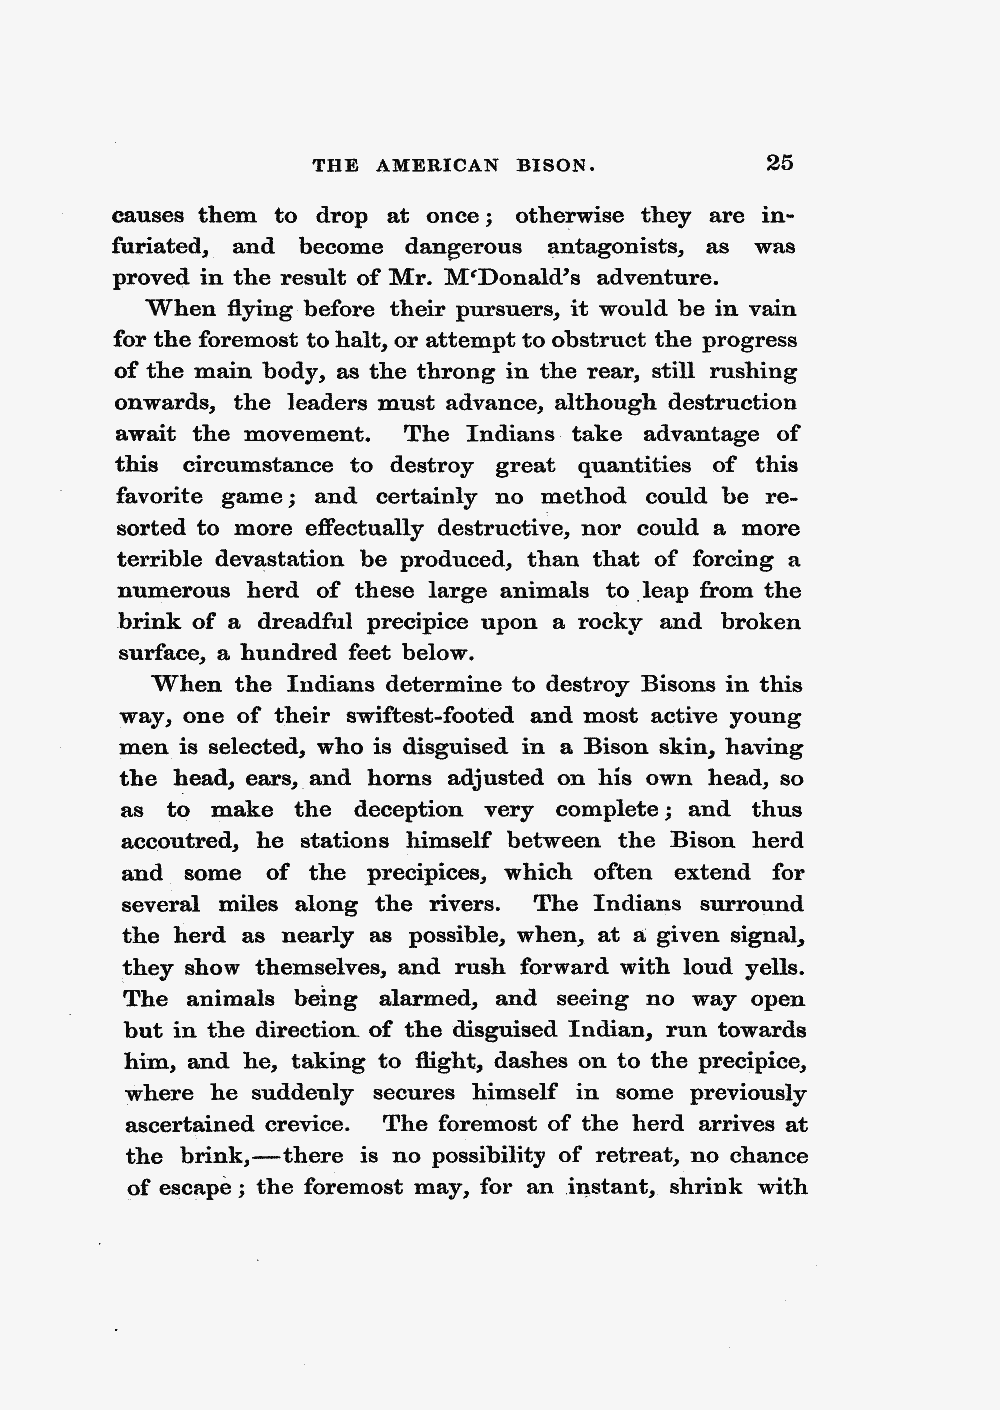 THE AMERICAN BISON. 25
causes them to drop at once; otherwise they are in-
furiated, and become dangerous antagonists, as was
proved in the result of Mr. M‘Donald’s adventure.
When flying before their pursuers, it would be in vain
for the foremost to halt, or attempt to obstruct the progress
of the main body, as the throng in the rear, still rushing
onwards, the leaders must advance, although destruction
await the movement. The Indians take advantage of
this circumstance to destroy great quantities of this
favorite game; and certainly no method could be re-
sorted to more effectually destructive, nor could a more
terrible devastation be produced, than that of forcing a
numerous herd of these large animals to leap from the
brink of a dreadful precipice upon a rocky and broken
surface, a hundred feet below.
When the Indians determine to destroy Bisons in this
way, one of their swiftest-footed and most active young
men is selected, who is disguised in a Bison skin, having
the head, ears, and horns adjusted on his own head, so
as to make the deception very complete; and thus
accoutred, he stations himself between the Bison herd
and some of the precipices, which often extend for
several miles along the rivers. The Indians surround
the herd as nearly as possible, when, at a given signal,
they show themselves, and rush forward with loud yells.
The animals being alarmed, and seeing no way open
but in the direction of the disguised Indian, run towards
him, and he, taking to flight, dashes on to the precipice,
where he suddenly secures himself in some previously
ascertained crevice. The foremost of the herd arrives at
the brink,—there is no possibility of retreat, no chance
of escape; the foremost may, for an instant, shrink with